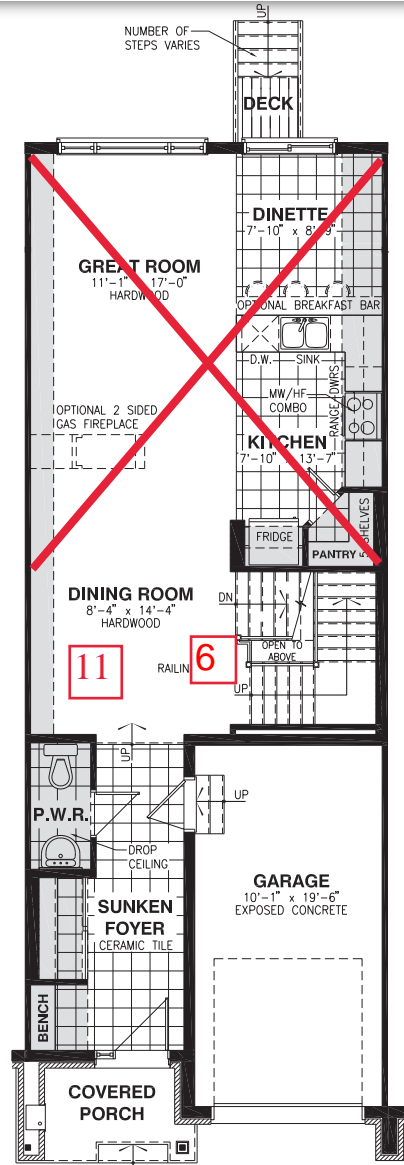 NUMBER OF
STEPS VARIES
UP
DECK
DINETTE
7'-10" x 8'-9"
GREAT ROOM
11'-1" 17'-0"
HARDWOOD
OPTIONAL BREAKFAST BAR
D.W.
SINK
MW/HF
COMBO
RANGE
DWRS
OPTIONAL 2 SIDED
GAS FIREPLACE
KITCHEN
7'-10" x 13'-7"
FRIDGE
PANTRY
SHELVES
DINING ROOM
8'-4" x 14'-4"
HARDWOOD
DN
OPEN TO
ABOVE
11
RAILIN
6
UP
UP
P.W.R.
UP
DROP
CEILING
GARAGE
10'-1" x 19'-6"
EXPOSED CONCRETE
SUNKEN
FOYER
CERAMIC TILE
BENCH
COVERED
PORCH